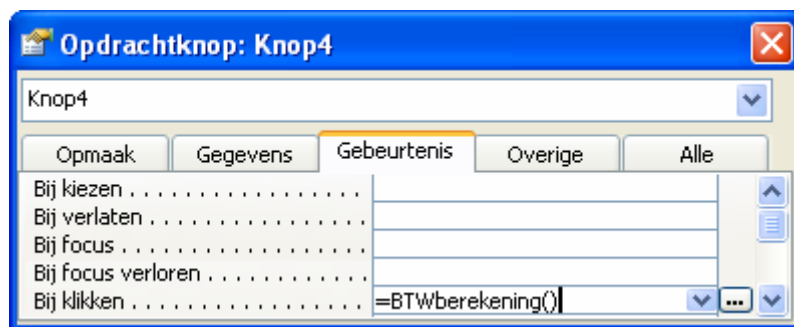 Opdrachtknop: Knop4
Knop4
Opmaak Gegevens Gebeurtenis Overige Alle
Bij kiezen . . . . . . . . . . . . . . . . . .
Bij verlaten . . . . . . . . . . . . . . . . .
Bij focus . . . . . . . . . . . . . . . . . . .
Bij focus verloren . . . . . . . . . . . .
Bij klikken . . . . . . . . . . . . . . . . . . =BTWberekening() ...